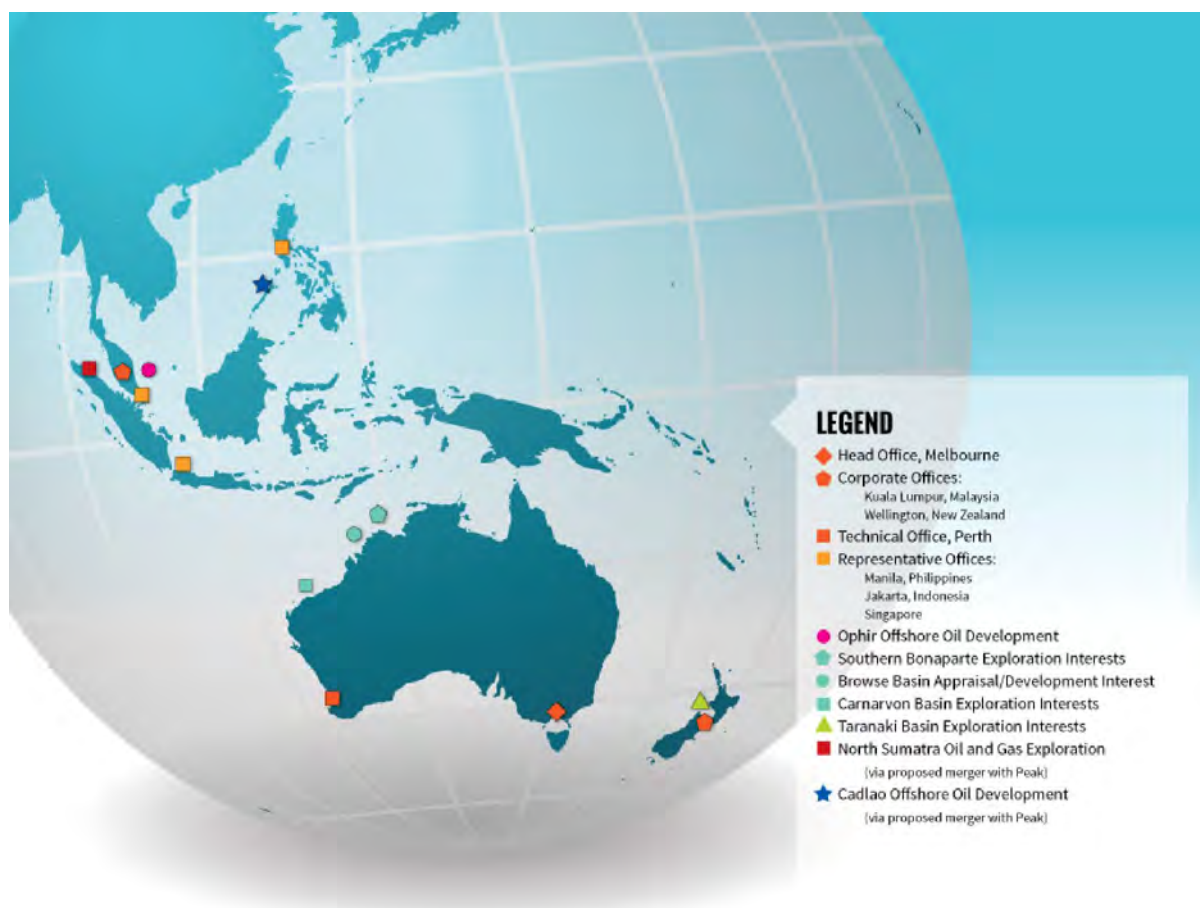 LEGEND
Head Office, Melbourne
Corporate Offices:
Kuala Lumpur, Malaysia
Wellington, New Zealand
Technical Office, Perth
Representative Offices:
Manila, Philippines
Jakarta, Indonesia
Singapore
Ophir Offshore Oil Development
Southern Bonaparte Exploration Interests
Browse Basin Appraisal/Development Interest
Carnarvon Basin Exploration Interests
Taranaki Basin Exploration Interests
North Sumatra Oil and Gas Exploration
(via proposed merger with Peak)
Cadlao Offshore Oil Development
(via proposed merger with Peak)